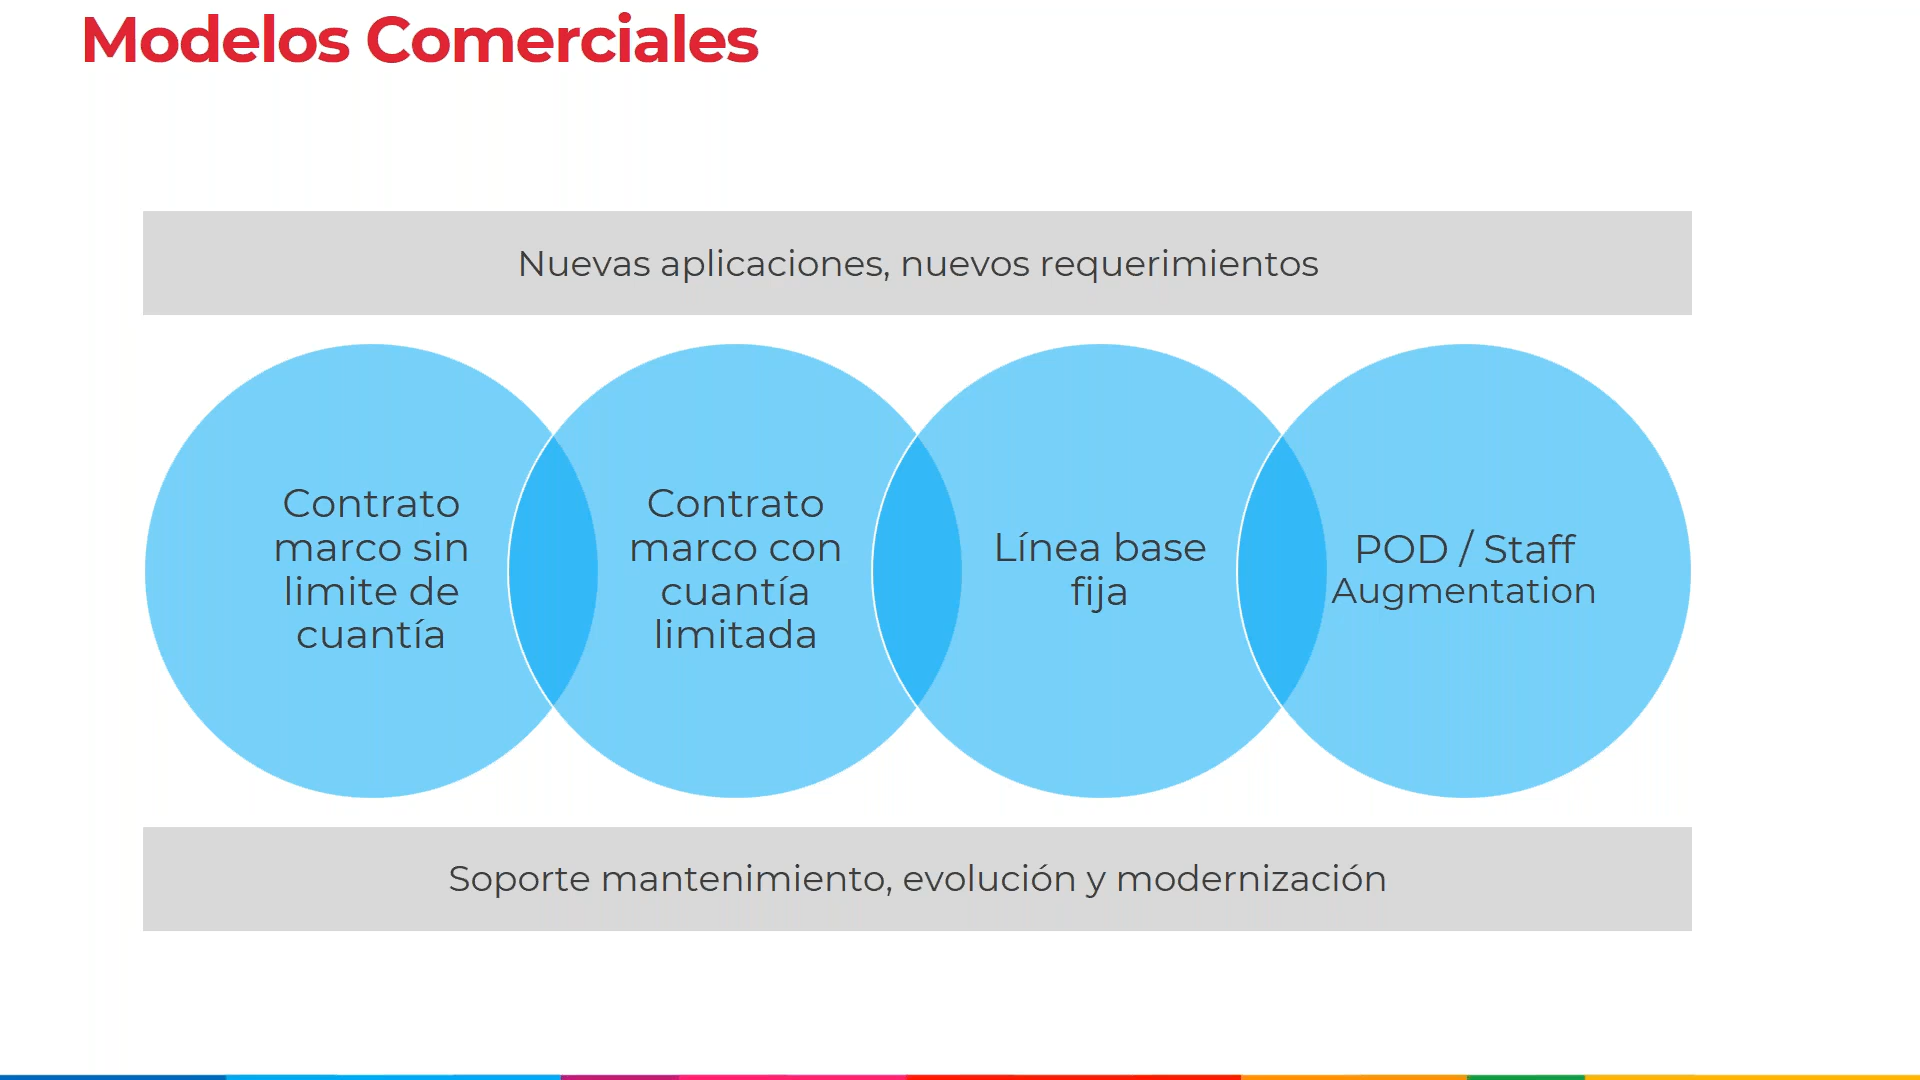 Modelos Comerciales
Nuevas aplicaciones, nuevos requerimientos
Contrato
marco sin
limite de
cuantía
Contrato
marco con
cuantía
limitada
Línea base
fija
POD / Staff
Augmentation
Soporte mantenimiento, evolución y modernización